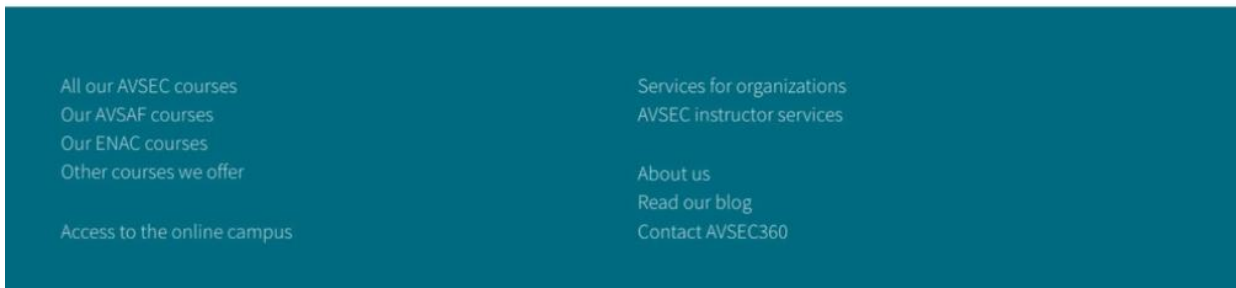 All our AVSEC courses
Our AVSAF courses
Our ENAC courses
Other courses we offer
Access to the online campus
Services for organizations
AVSEC instructor services
About us
Read our blog
Contact AVSEC360